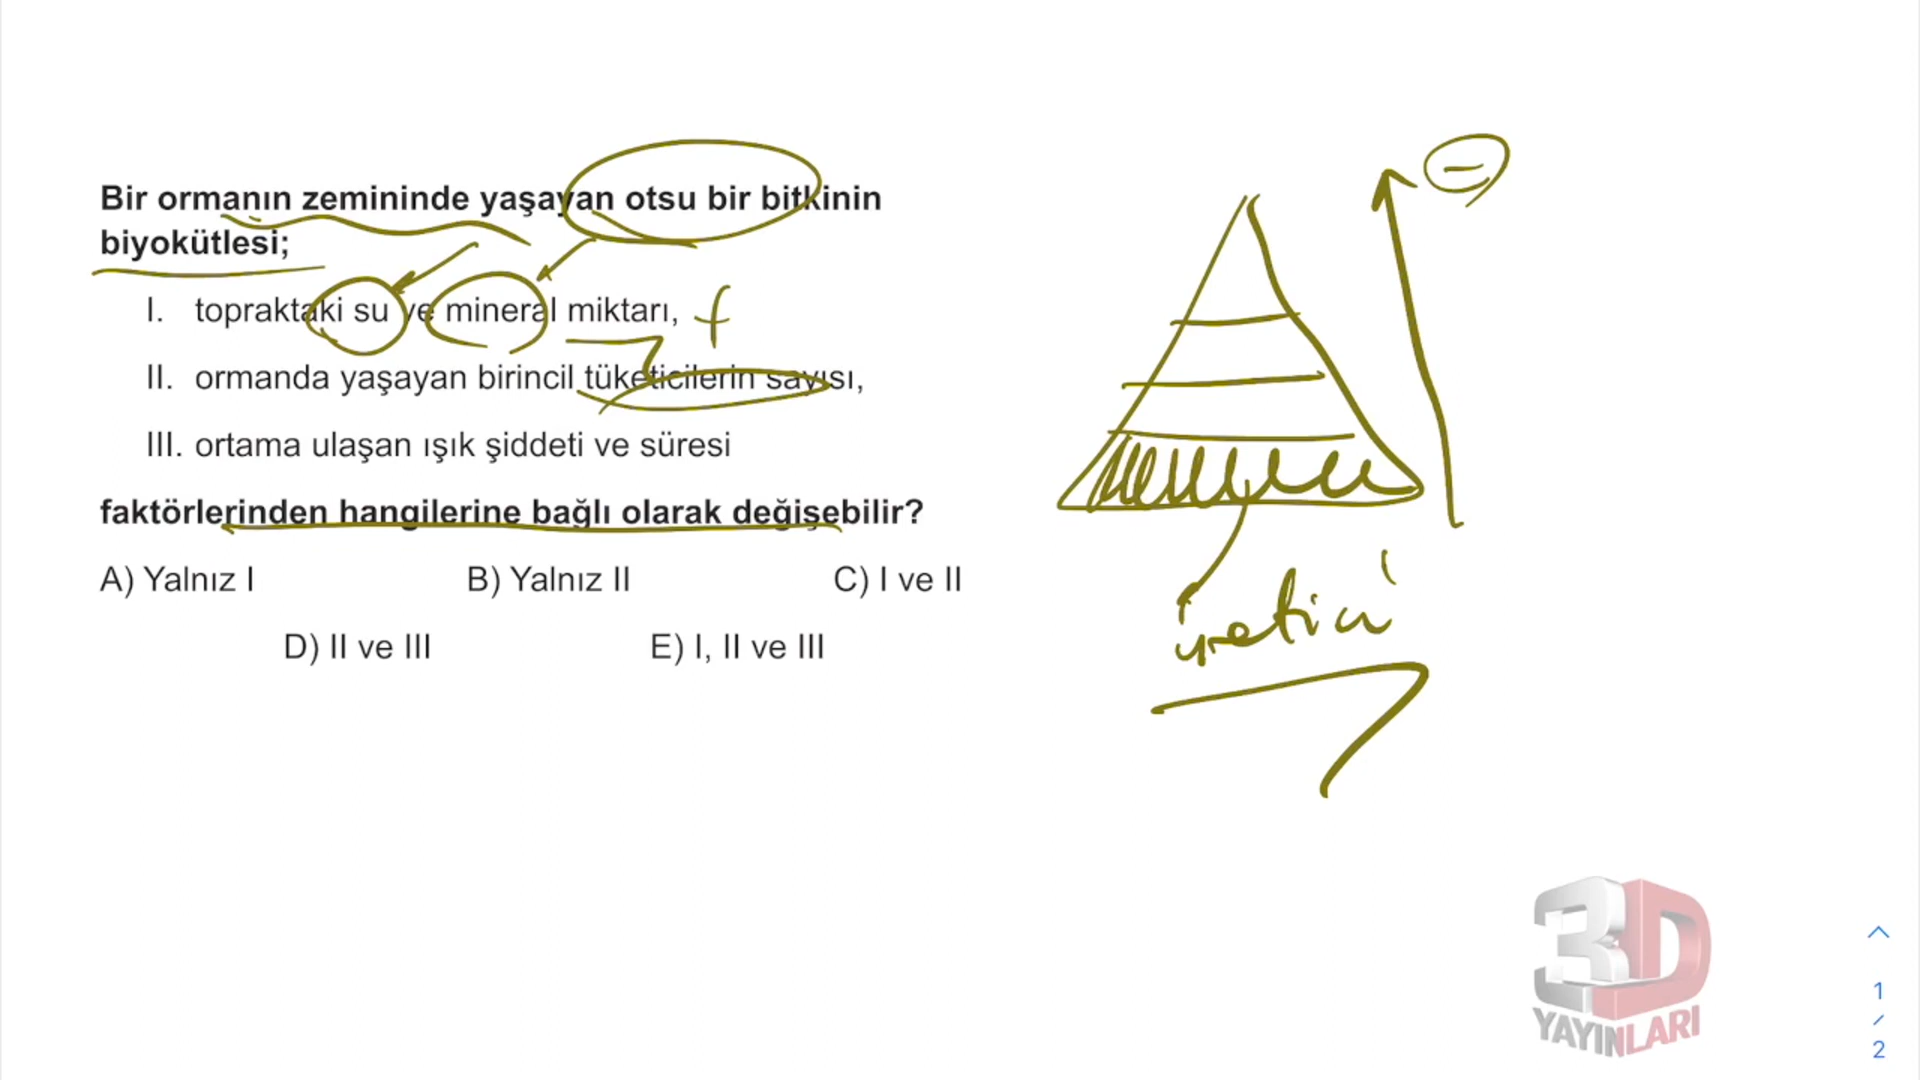 Bir ormanın zemininde yaşayan otsu bir bitkinin
biyokütlesi;
I. topraktaki su ve mineral miktarı,
II. ormanda yaşayan birincil tüketicilerin sayısı,
III. ortama ulaşan ışık şiddeti ve süresi
faktörlerinden hangilerine bağlı olarak değişebilir?
A) Yalnız I B) Yalnız II C) I ve II
D) II ve III E) I, II ve III
üretici
3D
YAYINLARI
1
/
2